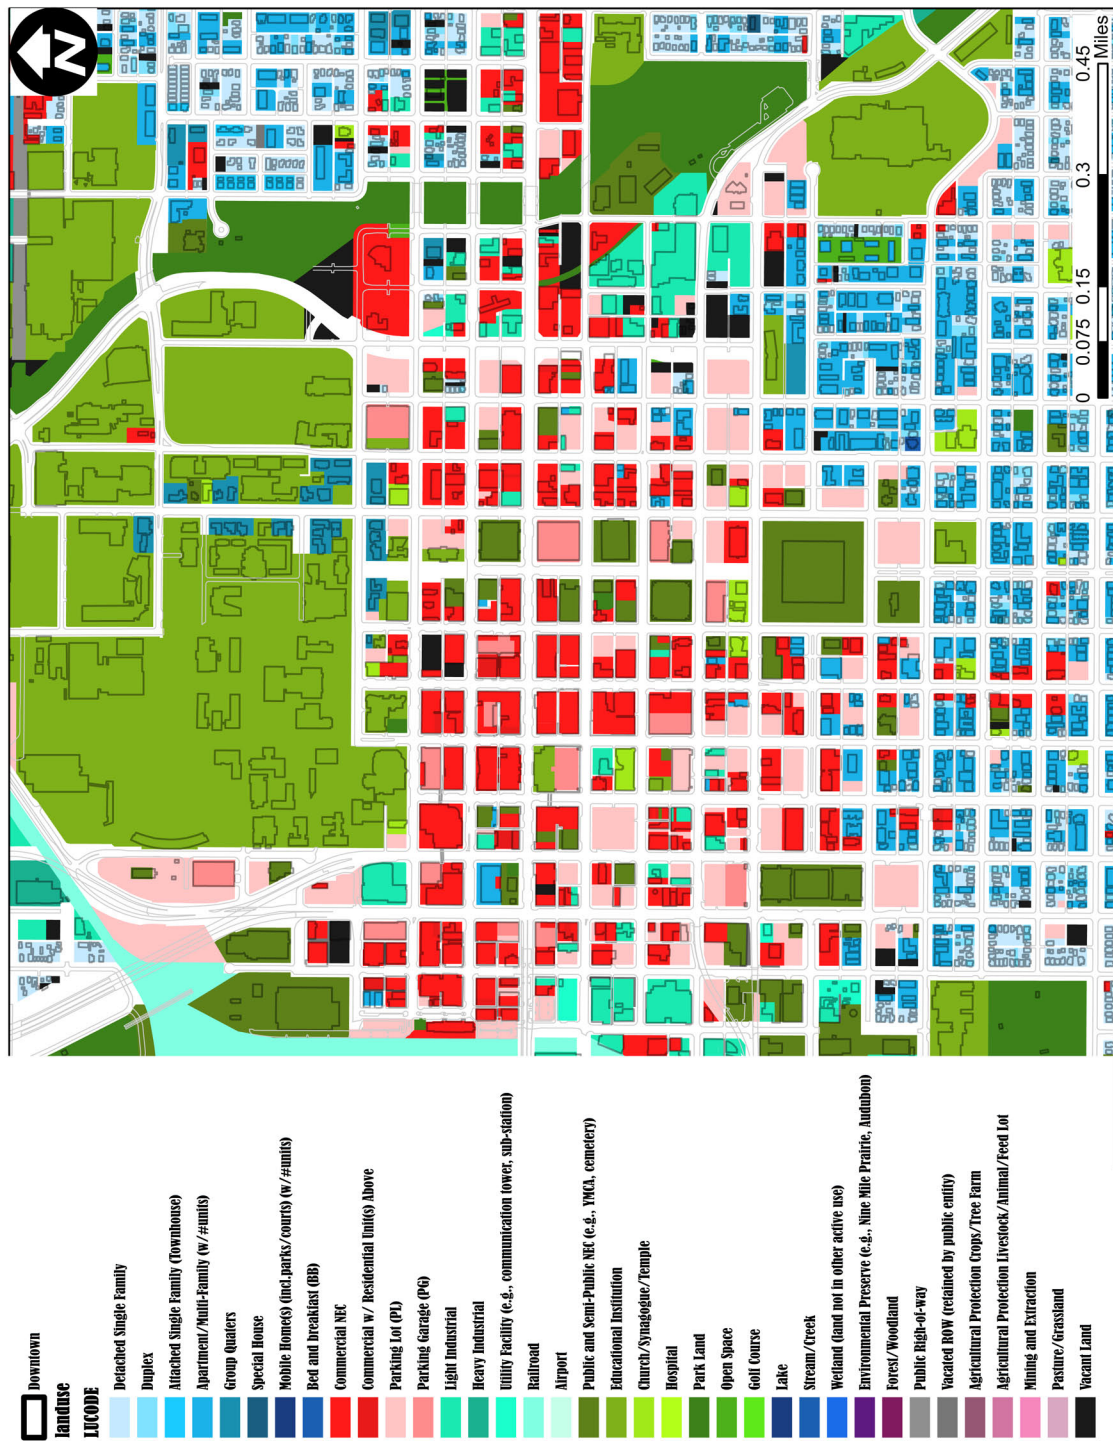 N
Downtown
landuse
LUCODE
Detached Single Family
Duplex
Attached Single Family (Townhouse)
Apartment/Multi-Family (w/#units)
Group Quaters
Special House
Mobile Home(s) (incl.parks/courts) (w/#units)
Bed and breakfast (BB)
Commercial NEC
Commercial w/ Residential Unit(s) Above
Parking Lot (PL)
Parking Garage (PG)
Light Industrial
Heavy Industrial
Utility Facility (e.g., communication tower, sub-station)
Railroad
Airport
Public and Semi-Public NEC (e.g., YMCA, cemetery)
Educational Institution
Church/Synagogue/Temple
Hospital
Park Land
Open Space
Golf Course
Lake
Stream/Creek
Wetland (land not in other active use)
Environmental Preserve (e.g., Nine Mile Prairie, Audubon)
Forest/Woodland
Public Righ-of-way
Vacated ROW (retained by public entity)
Agricultural Protection Crops/Tree Farm
Agricultural Protection Livestock/Animal/Feed Lot
Mining and Extraction
Pasture/Grassland
Vacant Land
0 0.075 0.15 0.3 0.45
Miles